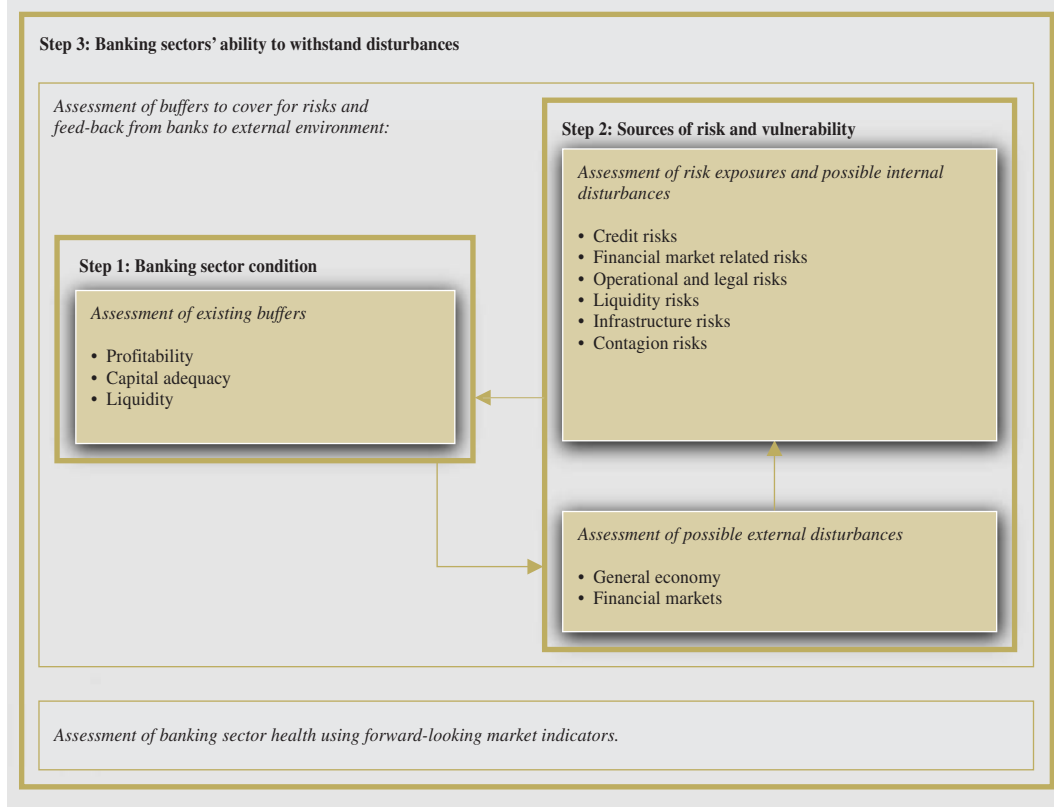 Step 3: Banking sectors' ability to withstand disturbances
Assessment of buffers to cover for risks and
feed-back from banks to external environment:
Step 2: Sources of risk and vulnerability
Assessment of risk exposures and possible internal
disturbances
• Credit risks
• Financial market related risks
• Operational and legal risks
• Liquidity risks
• Infrastructure risks
• Contagion risks
Step 1: Banking sector condition
Assessment of existing buffers
• Profitability
• Capital adequacy
• Liquidity
Assessment of possible external disturbances
• General economy
• Financial markets
Assessment of banking sector health using forward-looking market indicators.